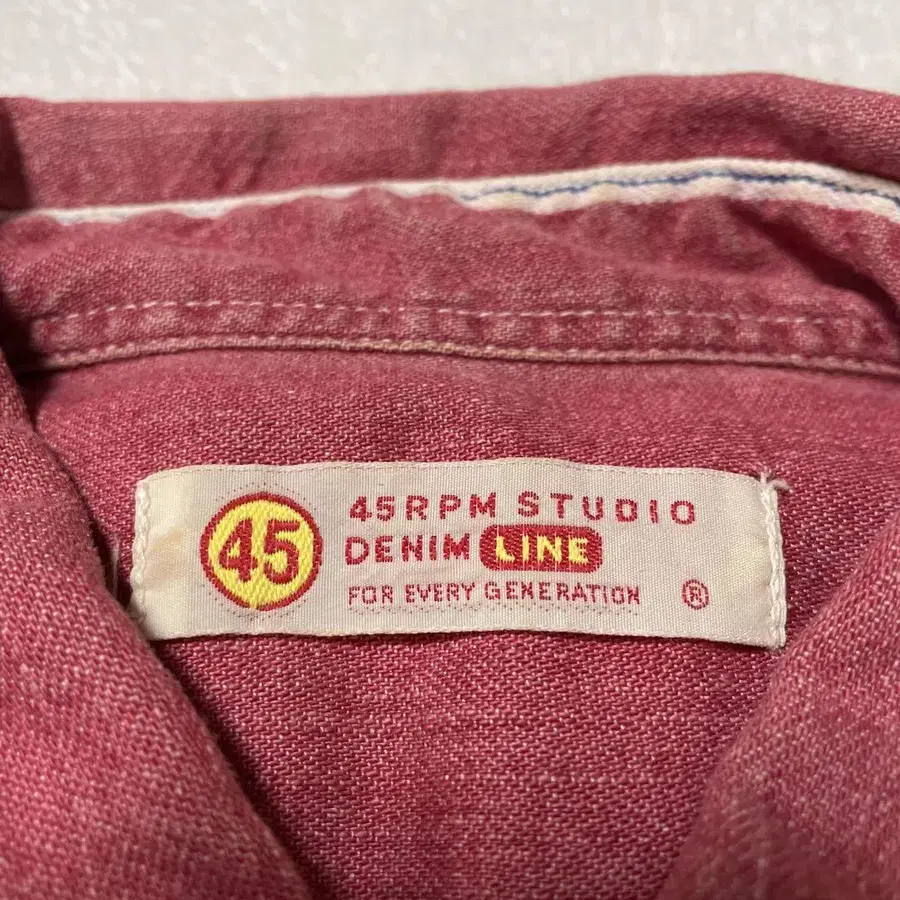 45
45RPM STUDIO
DENIM LINE
FOR EVERY GENERATION ®